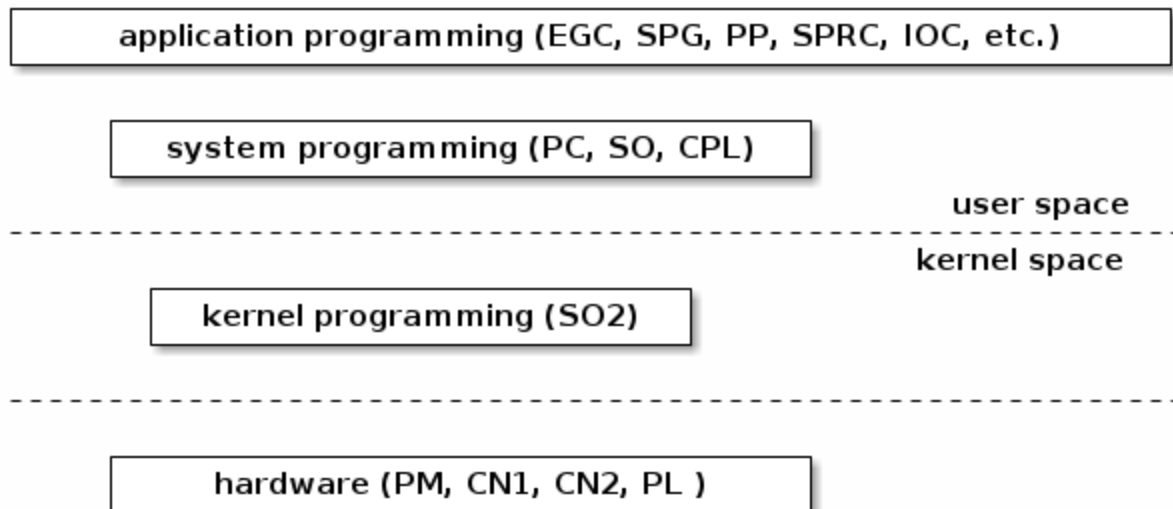 application programming (EGC, SPG, PP, SPRC, IOC, etc.)
system programming (PC, SO, CPL)
user space
kernel space
kernel programming (SO2)
hardware (PM, CN1, CN2, PL )